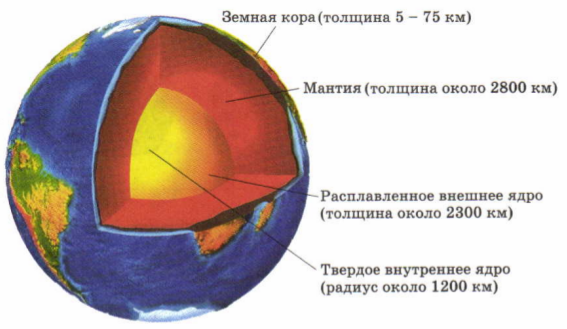 Земная кора (толщина 5 – 75 км)
Мантия (толщина около 2800 км)
Расплавленное внешнее ядро
(толщина около 2300 км)
Твердое внутреннее ядро
(радиус около 1200 км)